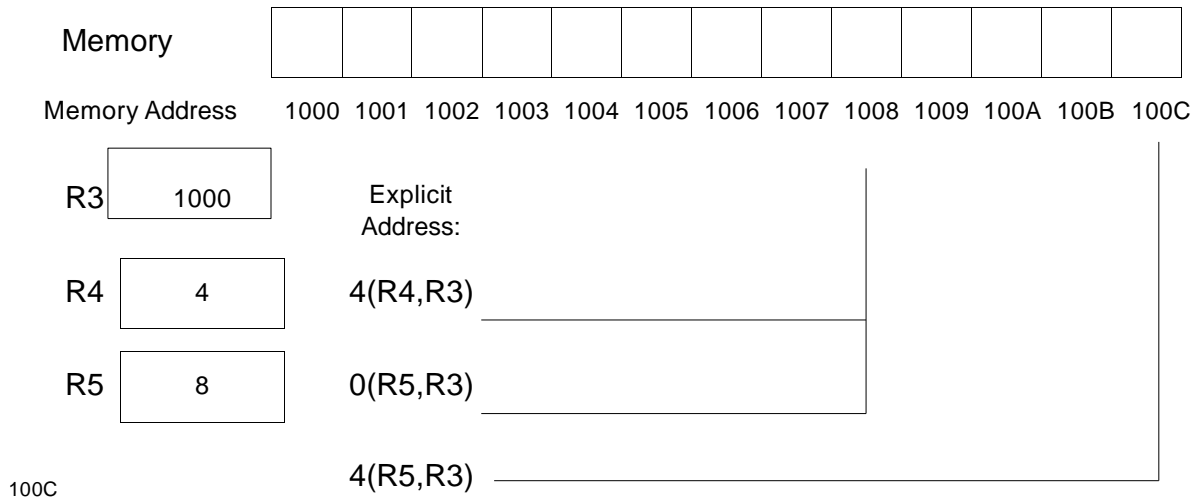 Memory
Memory Address 1000 1001 1002 1003 1004 1005 1006 1007 1008 1009 100A 100B 100C
R3 1000 Explicit
Address:
R4 4 4(R4,R3)
R5 8 0(R5,R3)
4(R5,R3)
100C